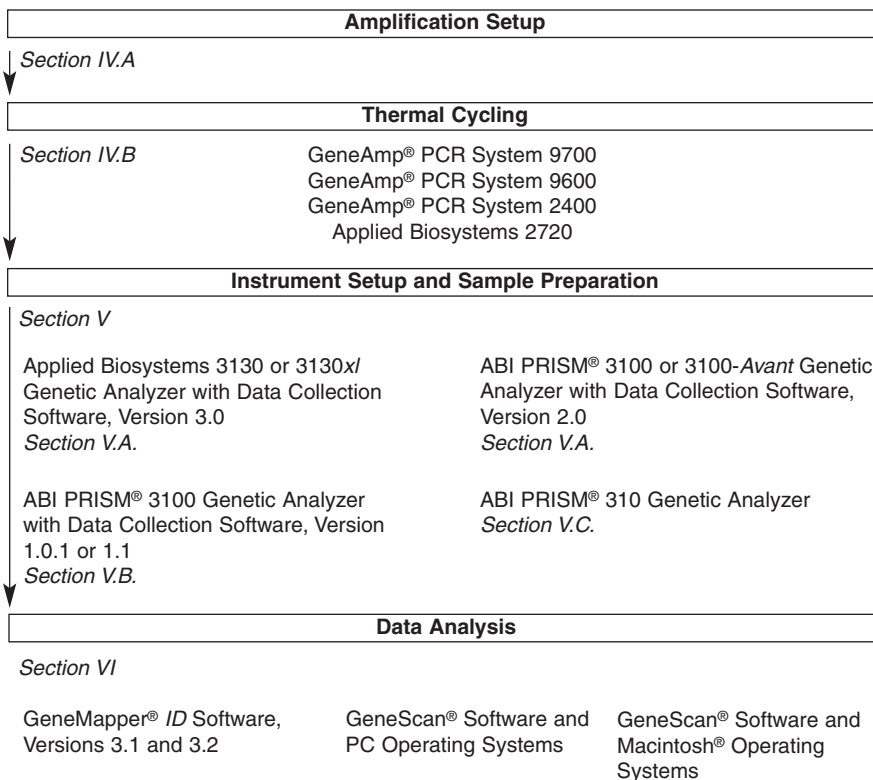 Amplification Setup
Section IV.A
Thermal Cycling
Section IV.B
GeneAmp® PCR System 9700
GeneAmp® PCR System 9600
GeneAmp® PCR System 2400
Applied Biosystems 2720
Instrument Setup and Sample Preparation
Section V
Applied Biosystems 3130 or 3130xl
Genetic Analyzer with Data Collection
Software, Version 3.0
Section V.A.
ABI PRISM® 3100 or 3100-Avant Genetic
Analyzer with Data Collection Software,
Version 2.0
Section V.A.
ABI PRISM® 3100 Genetic Analyzer
with Data Collection Software, Version
1.0.1 or 1.1
Section V.B.
ABI PRISM® 310 Genetic Analyzer
Section V.C.
Data Analysis
Section VI
GeneMapper® ID Software,
Versions 3.1 and 3.2
GeneScan® Software and
PC Operating Systems
GeneScan® Software and
Macintosh® Operating
Systems